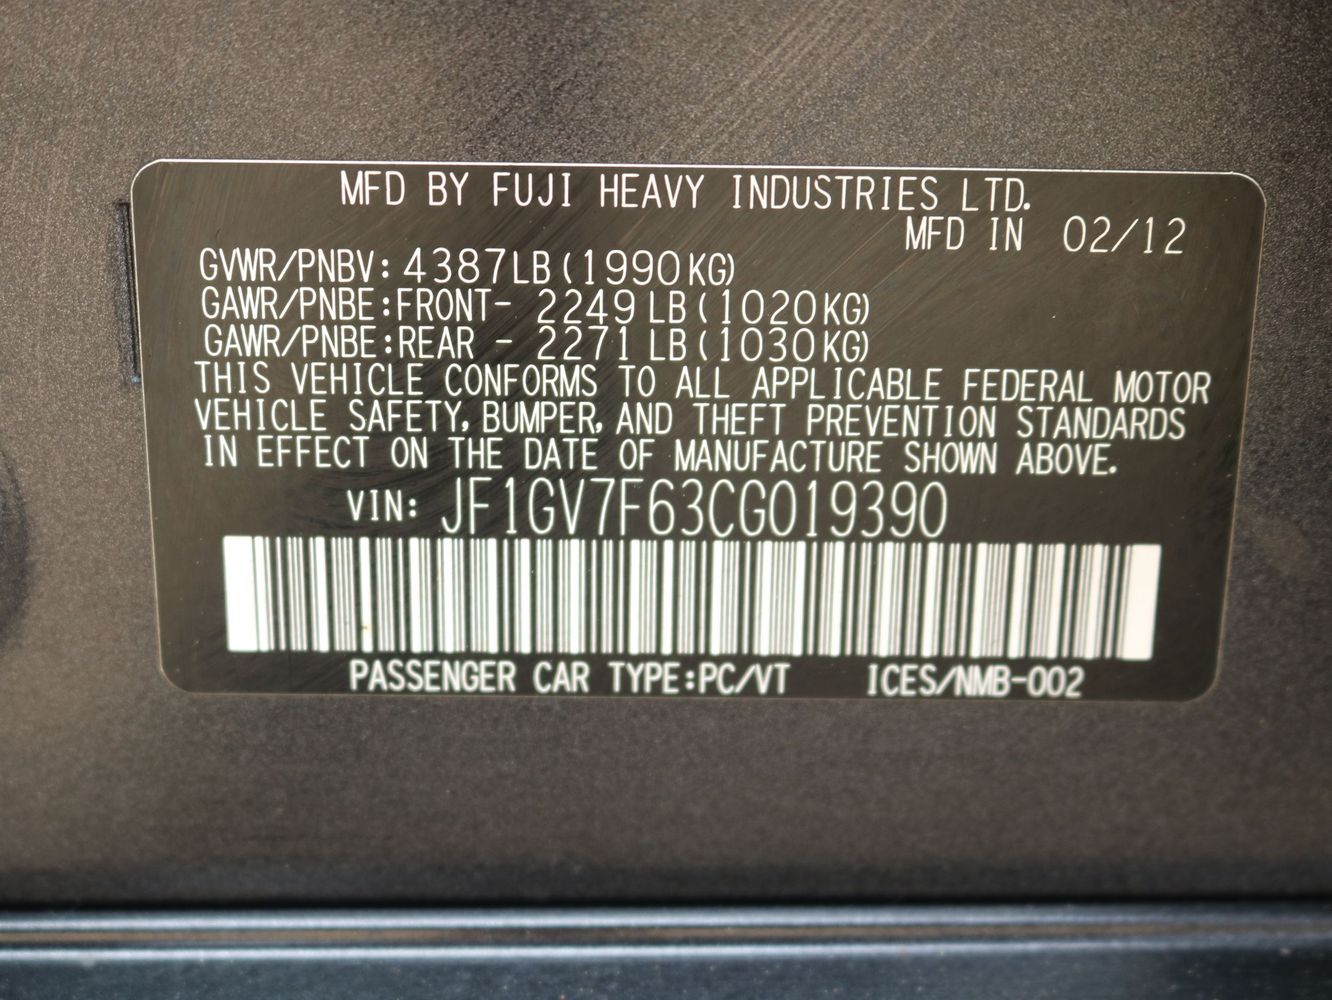 MFD BY FUJI HEAVY INDUSTRIES LTD.
MFD IN 02/12
GVWR/PNBV: 4387LB(1990KG)
GAWR/PNBE:FRONT- 2249LB(1020KG)
GAWR/PNBE:REAR - 2271LB(1030KG)
THIS VEHICLE CONFORMS TO ALL APPLICABLE FEDERAL MOTOR
VEHICLE SAFETY, BUMPER, AND THEFT PREVENTION STANDARDS
IN EFFECT ON THE DATE OF MANUFACTURE SHOWN ABOVE.
VIN: JF1GV7F63CG019390
PASSENGER CAR TYPE:PC/VT ICES/NMB-002